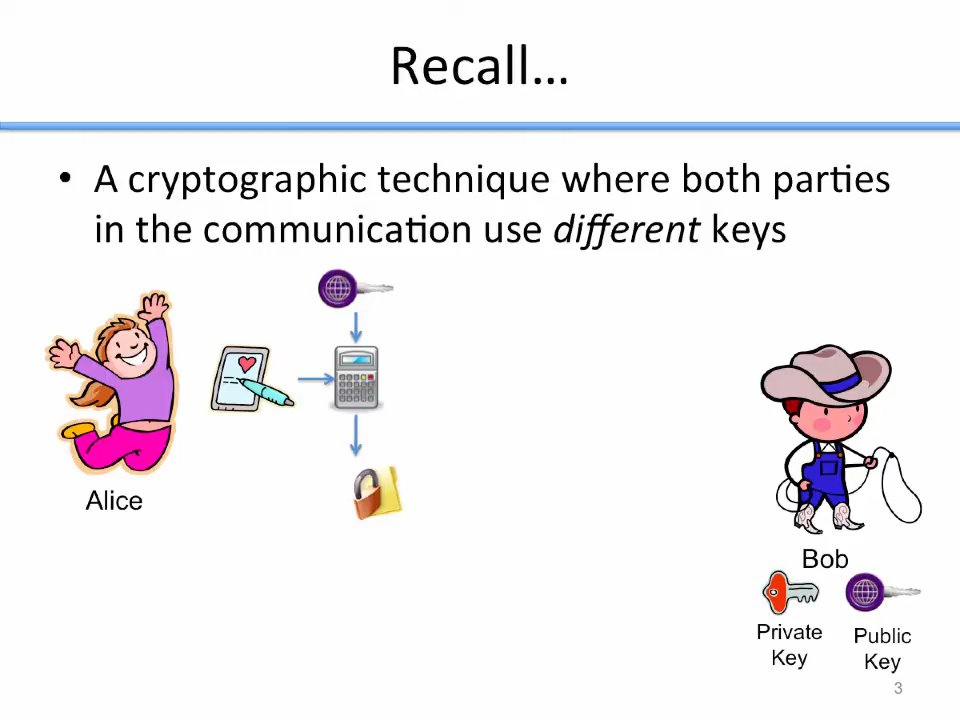 Recall…
• A cryptographic technique where both parties
in the communication use different keys
Alice
Bob
Private
Key
Public
Key
3